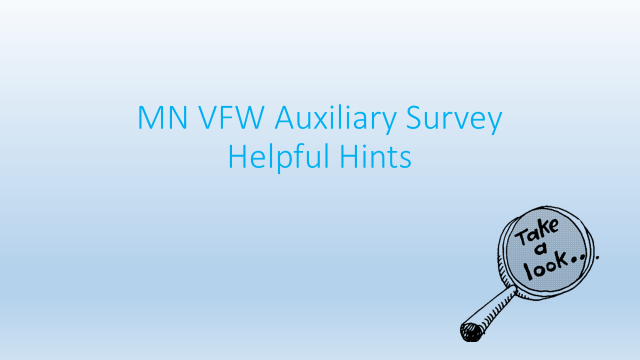 MN VFW Auxiliary Survey
Helpful Hints
Take
a
look...